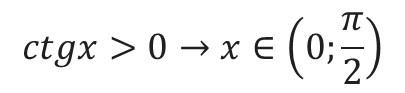 ctgx > 0 → x ∈ (0; π/2)